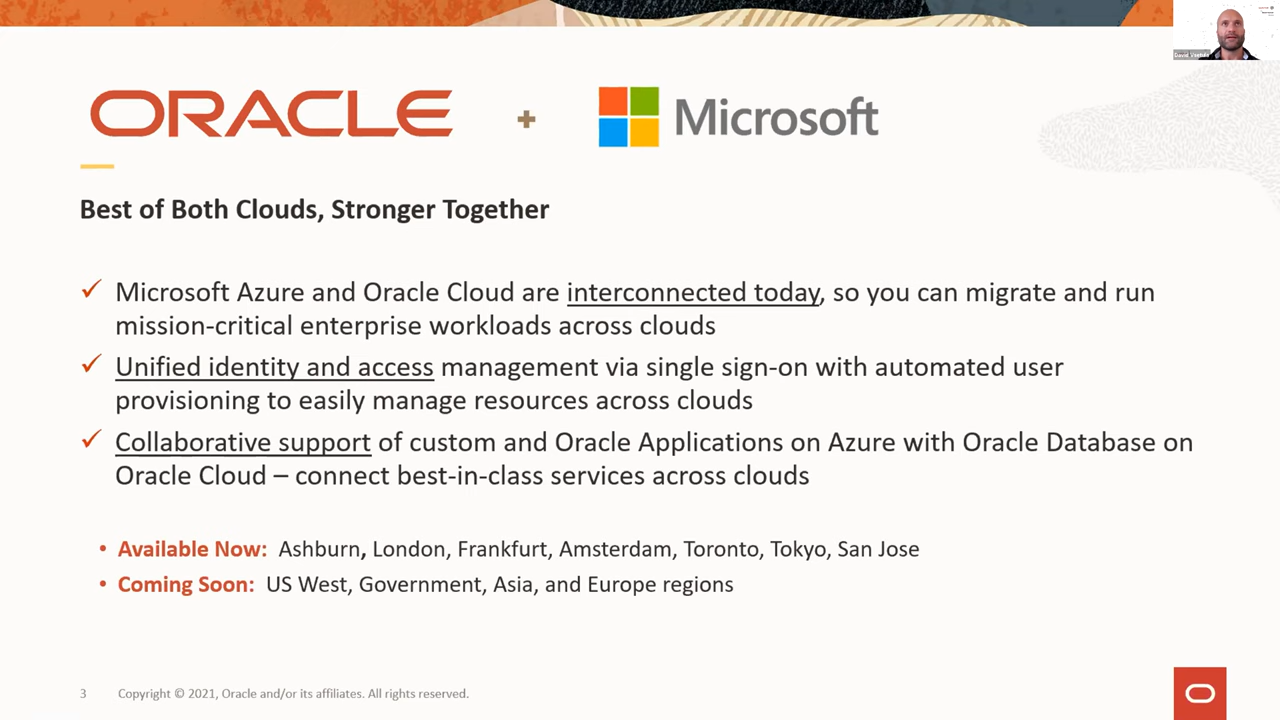 ORACLE + Microsoft
Best of Both Clouds, Stronger Together
✓ Microsoft Azure and Oracle Cloud are interconnected today, so you can migrate and run
mission-critical enterprise workloads across clouds
✓ Unified identity and access management via single sign-on with automated user
provisioning to easily manage resources across clouds
✓ Collaborative support of custom and Oracle Applications on Azure with Oracle Database on
Oracle Cloud – connect best-in-class services across clouds
• Available Now: Ashburn, London, Frankfurt, Amsterdam, Toronto, Tokyo, San Jose
• Coming Soon: US West, Government, Asia, and Europe regions
3 Copyright © 2021, Oracle and/or its affiliates. All rights reserved.